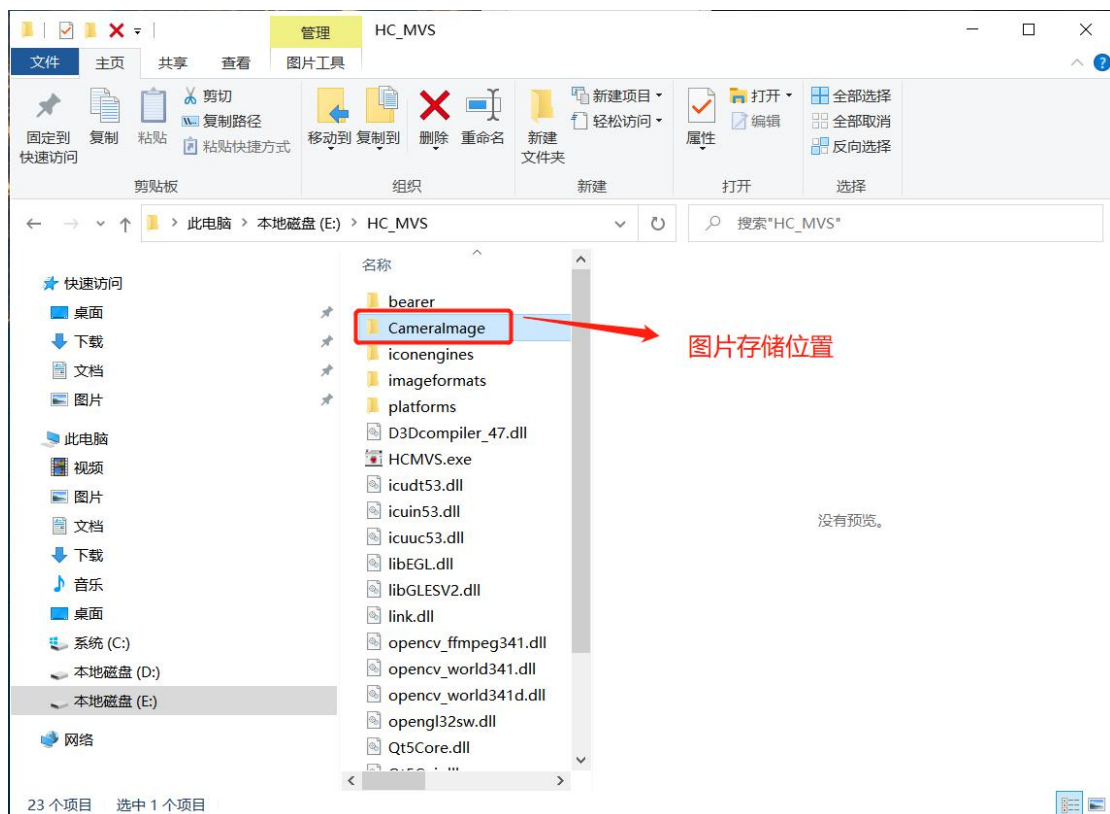 管理
HC_MVS
文件
主页
共享
查看
图片工具
固定到
快速访问
复制
粘贴
剪切
复制路径
粘贴快捷方式
剪贴板
移动到
复制到
删除
重命名
组织
新建
文件夹
新建项目
轻松访问
新建
属性
打开
编辑
打开
全部选择
全部取消
反向选择
选择
此电脑 > 本地磁盘 (E:) > HC_MVS
搜索"HC_MVS"
快速访问
桌面
下载
文档
图片
此电脑
视频
图片
文档
下载
音乐
桌面
系统 (C:)
本地磁盘 (D:)
本地磁盘 (E:)
网络
名称
bearer
CameraImage
iconengines
imageformats
platforms
D3Dcompiler_47.dll
HCMVS.exe
icudt53.dll
icuin53.dll
icuuc53.dll
libEGL.dll
libGLESV2.dll
link.dll
opencv_ffmpeg341.dll
opencv_world341.dll
opencv_world341d.dll
opengl32sw.dll
Qt5Core.dll
图片存储位置
没有预览。
23 个项目
选中 1 个项目